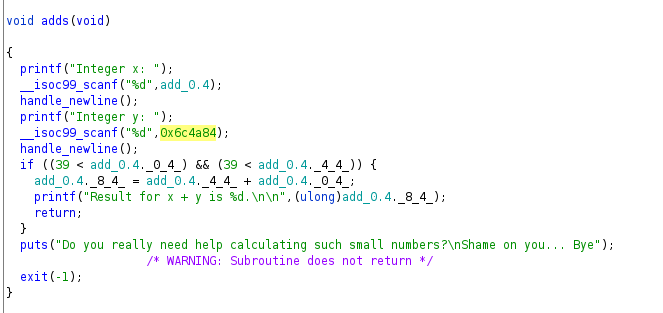 void adds(void)
{
printf("Integer x: ");
__isoc99_scanf("%d",add_0.4);
handle_newline();
printf("Integer y: ");
__isoc99_scanf("%d",0x6c4a84);
handle_newline();
if ((39 < add_0.4._0_4_) && (39 < add_0.4._4_4_)) {
add_0.4._8_4_ = add_0.4._4_4_ + add_0.4._0_4_;
printf("Result for x + y is %d.\n\n",(ulong)add_0.4._8_4_);
return;
}
puts("Do you really need help calculating such small numbers?\nShame on you... Bye");
/* WARNING: Subroutine does not return */
exit(-1);
}